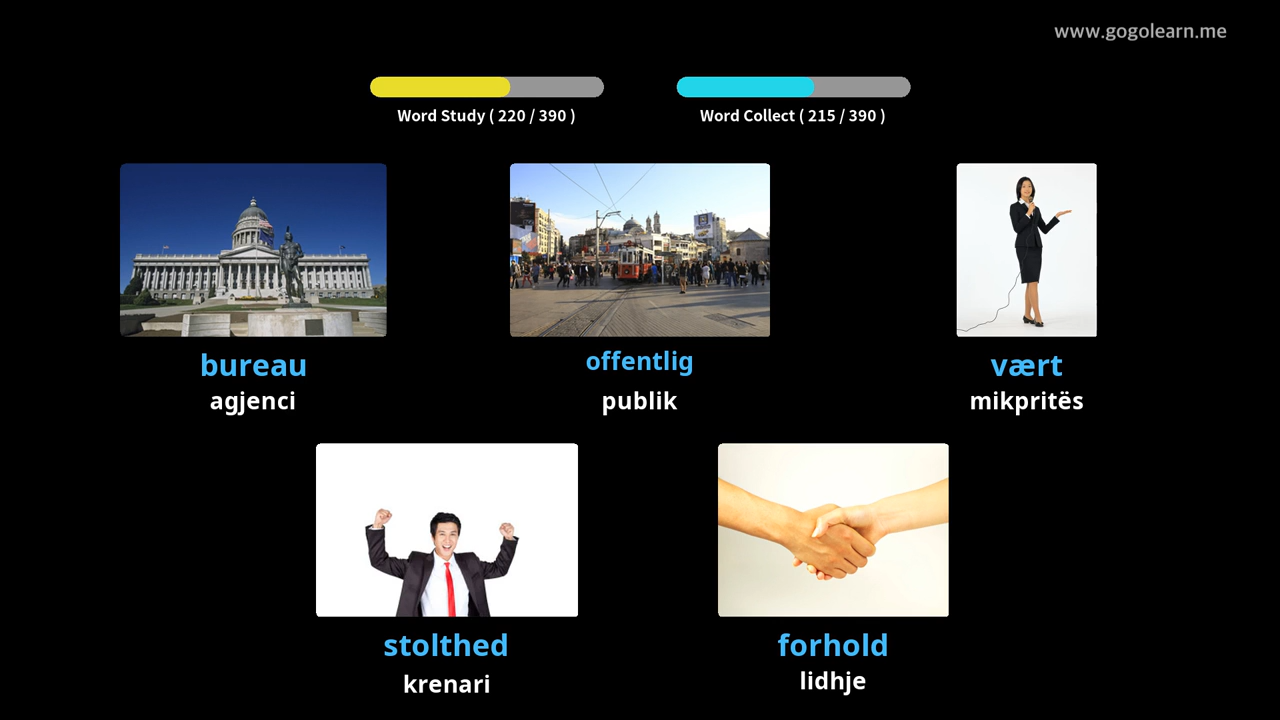 www.gogolearn.me
Word Study ( 220 / 390 )
Word Collect ( 215 / 390 )
bureau
agjenci
offentlig
publik
vært
mikpritës
stolthed
krenari
forhold
lidhje